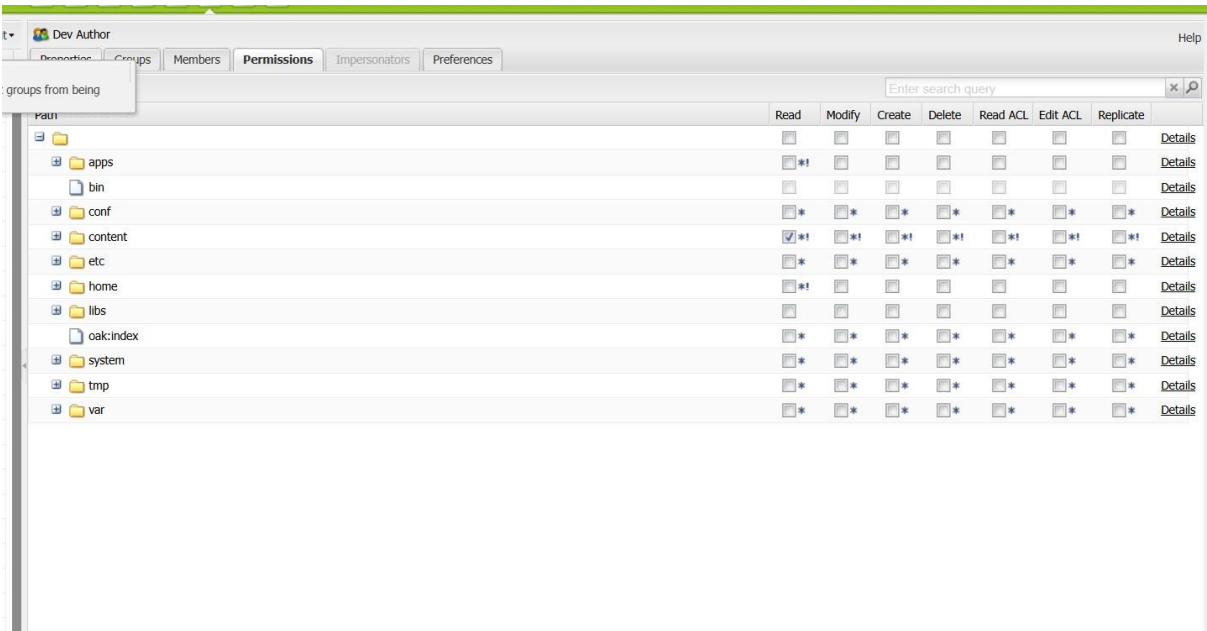 t▾ Dev Author
Help
Properties Groups Members Permissions Impersonators Preferences
groups from being
Enter search query
Path Read Modify Create Delete Read ACL Edit ACL Replicate
Details
apps *! Details
bin Details
conf * * * * * * * Details
content *! *! *! *! *! *! *! Details
etc * * * * * * * Details
home *! Details
libs Details
oak:index * * * * * * * Details
system * * * * * * * Details
tmp * * * * * * * Details
var * * * * * * * Details